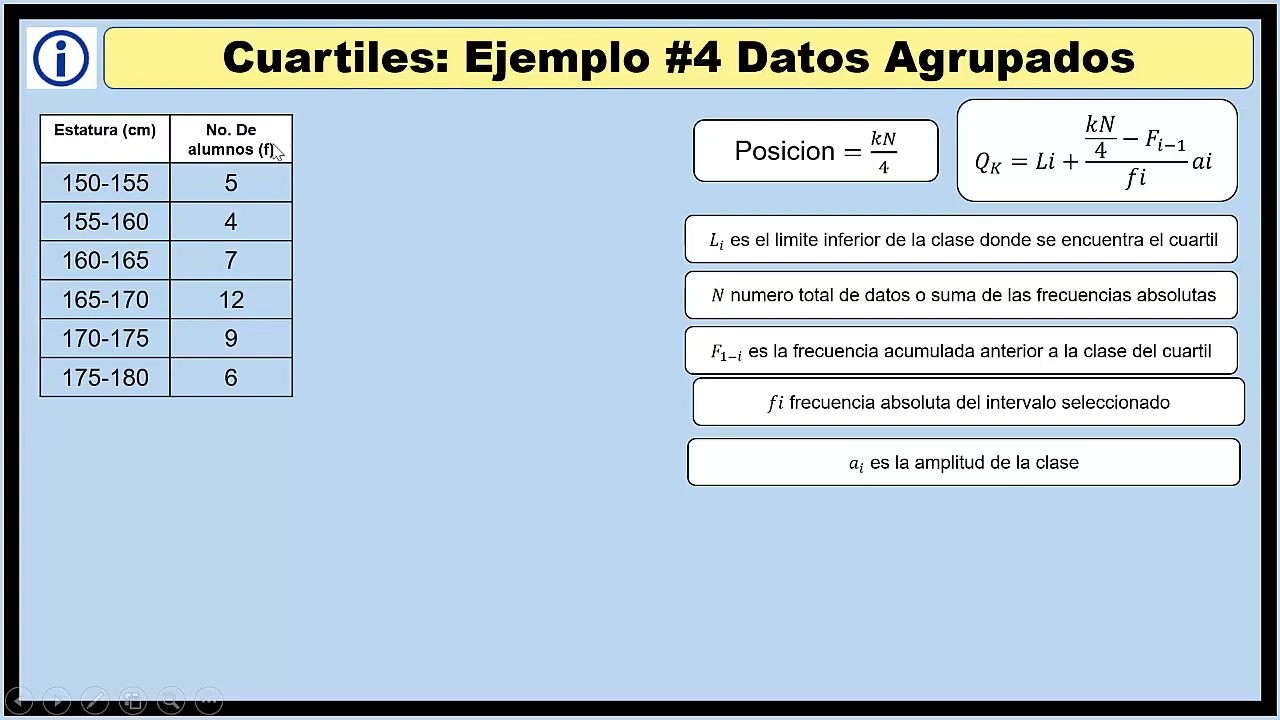 Cuartiles: Ejemplo #4 Datos Agrupados
Estatura (cm) No. De alumnos (f)
150-155 5
155-160 4
160-165 7
165-170 12
170-175 9
175-180 6
Posicion = kN/4
Q_K = Li + (kN/4 − F_{i−1})/fi ai
L_i es el limite inferior de la clase donde se encuentra el cuartil
N numero total de datos o suma de las frecuencias absolutas
F_{1−i} es la frecuencia acumulada anterior a la clase del cuartil
fi frecuencia absoluta del intervalo seleccionado
a_i es la amplitud de la clase